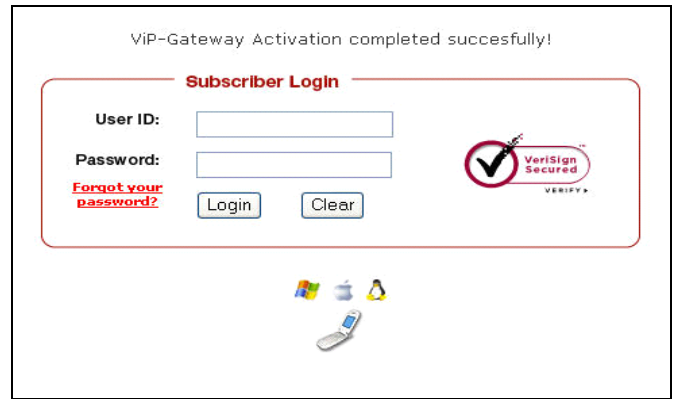 ViP-Gateway Activation completed succesfully!
Subscriber Login
User ID:
Password:
Forgot your
password?
Login Clear
VeriSign
Secured
VERIFY